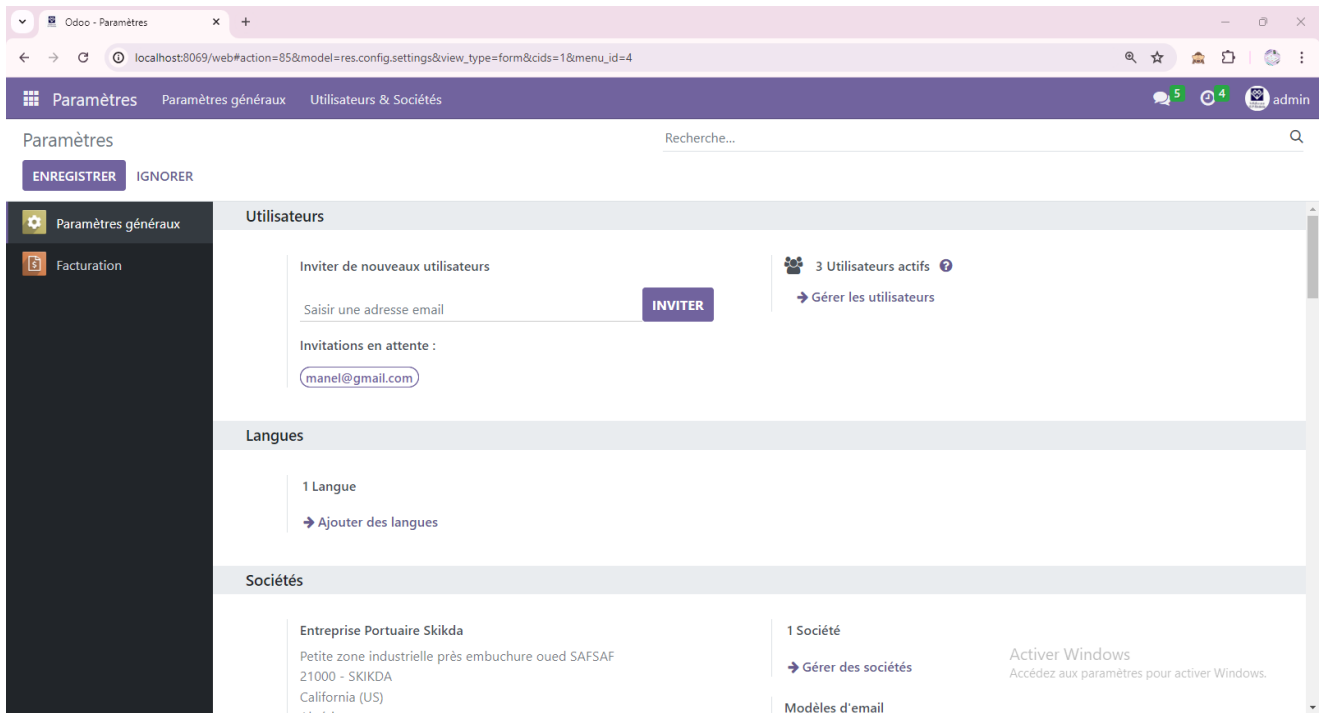 Odoo - Paramètres
localhost:8069/web#action=85&model=res.config.settings&view_type=form&cids=1&menu_id=4
Paramètres Paramètres généraux Utilisateurs & Sociétés 5 4 admin
Paramètres Recherche...
ENREGISTRER IGNORER
Paramètres généraux
Facturation
Utilisateurs
Inviter de nouveaux utilisateurs
Saisir une adresse email INVITER
Invitations en attente :
manel@gmail.com
3 Utilisateurs actifs
Gérer les utilisateurs
Langues
1 Langue
Ajouter des langues
Sociétés
Entreprise Portuaire Skikda
Petite zone industrielle près embuchure oued SAFSAF
21000 - SKIKDA
California (US)
1 Société
Gérer des sociétés
Modèles d'email
Activer Windows
Accédez aux paramètres pour activer Windows.